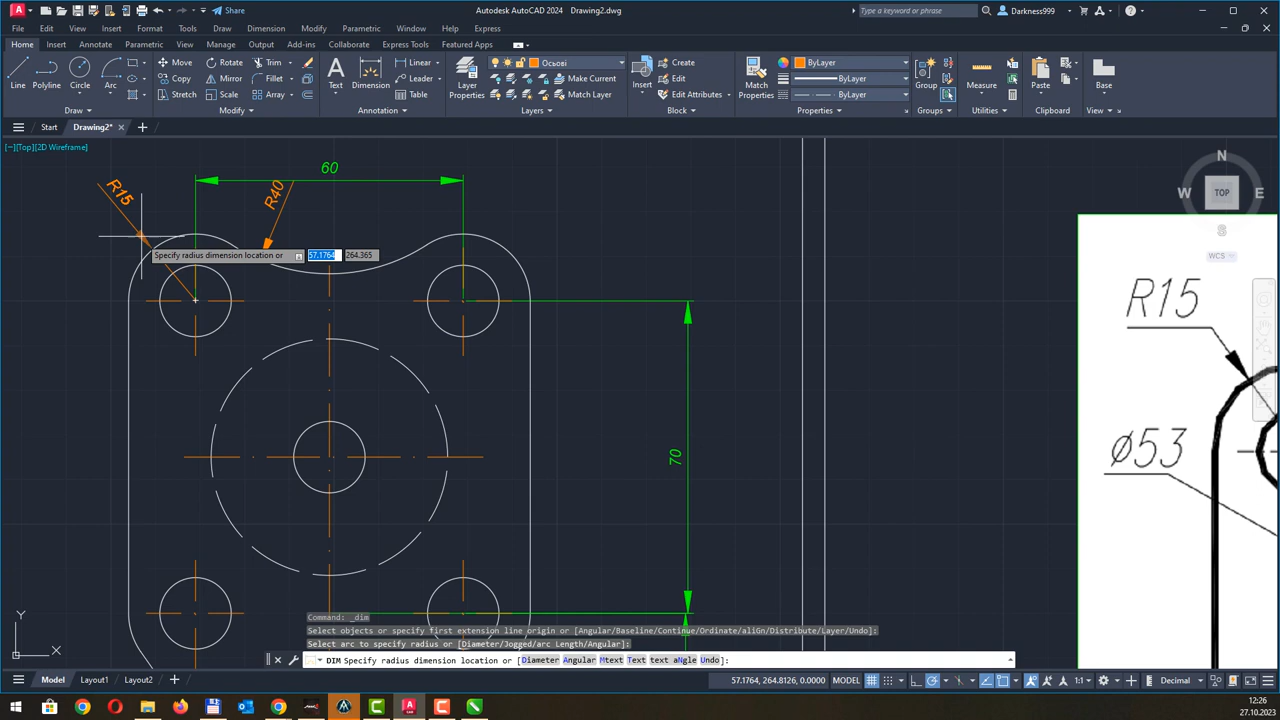 Share
Autodesk AutoCAD 2024   Drawing2.dwg
Type a keyword or phrase
Darkness999
File Edit View Insert Format Tools Draw Dimension Modify Parametric Window Help Express
Home Insert Annotate Parametric View Manage Output Add-ins Collaborate Express Tools Featured Apps
Line Polyline Circle Arc
Move Rotate Trim
Copy Mirror Fillet
Stretch Scale Array
Text Dimension
Linear
Leader
Table
Layer Properties
Осьові
Make Current
Match Layer
Insert
Create
Edit
Edit Attributes
Match Properties
ByLayer
ByLayer
ByLayer
Group
Measure
Paste
Base
Draw Modify Annotation Layers Block Properties Groups Utilities Clipboard View
Start Drawing2*
[−][Top][2D Wireframe]
60
R15
R40
N
W TOP E
S
WCS
Specify radius dimension location or 57.1764 264.365
R15
ø53
70
Y
X
Command: _dim
Select objects or specify first extension line origin or [Angular/Baseline/Continue/Ordinate/aliGn/Distribute/Layer/Undo]:
Select arc to specify radius or [Diameter/Jogged/arc Length/Angular]:
DIM Specify radius dimension location or [Diameter Angular Mtext Text text aNgle Undo]:
Model Layout1 Layout2
57.1764, 264.8126, 0.0000 MODEL
1:1
Decimal
12:26
27.10.2023